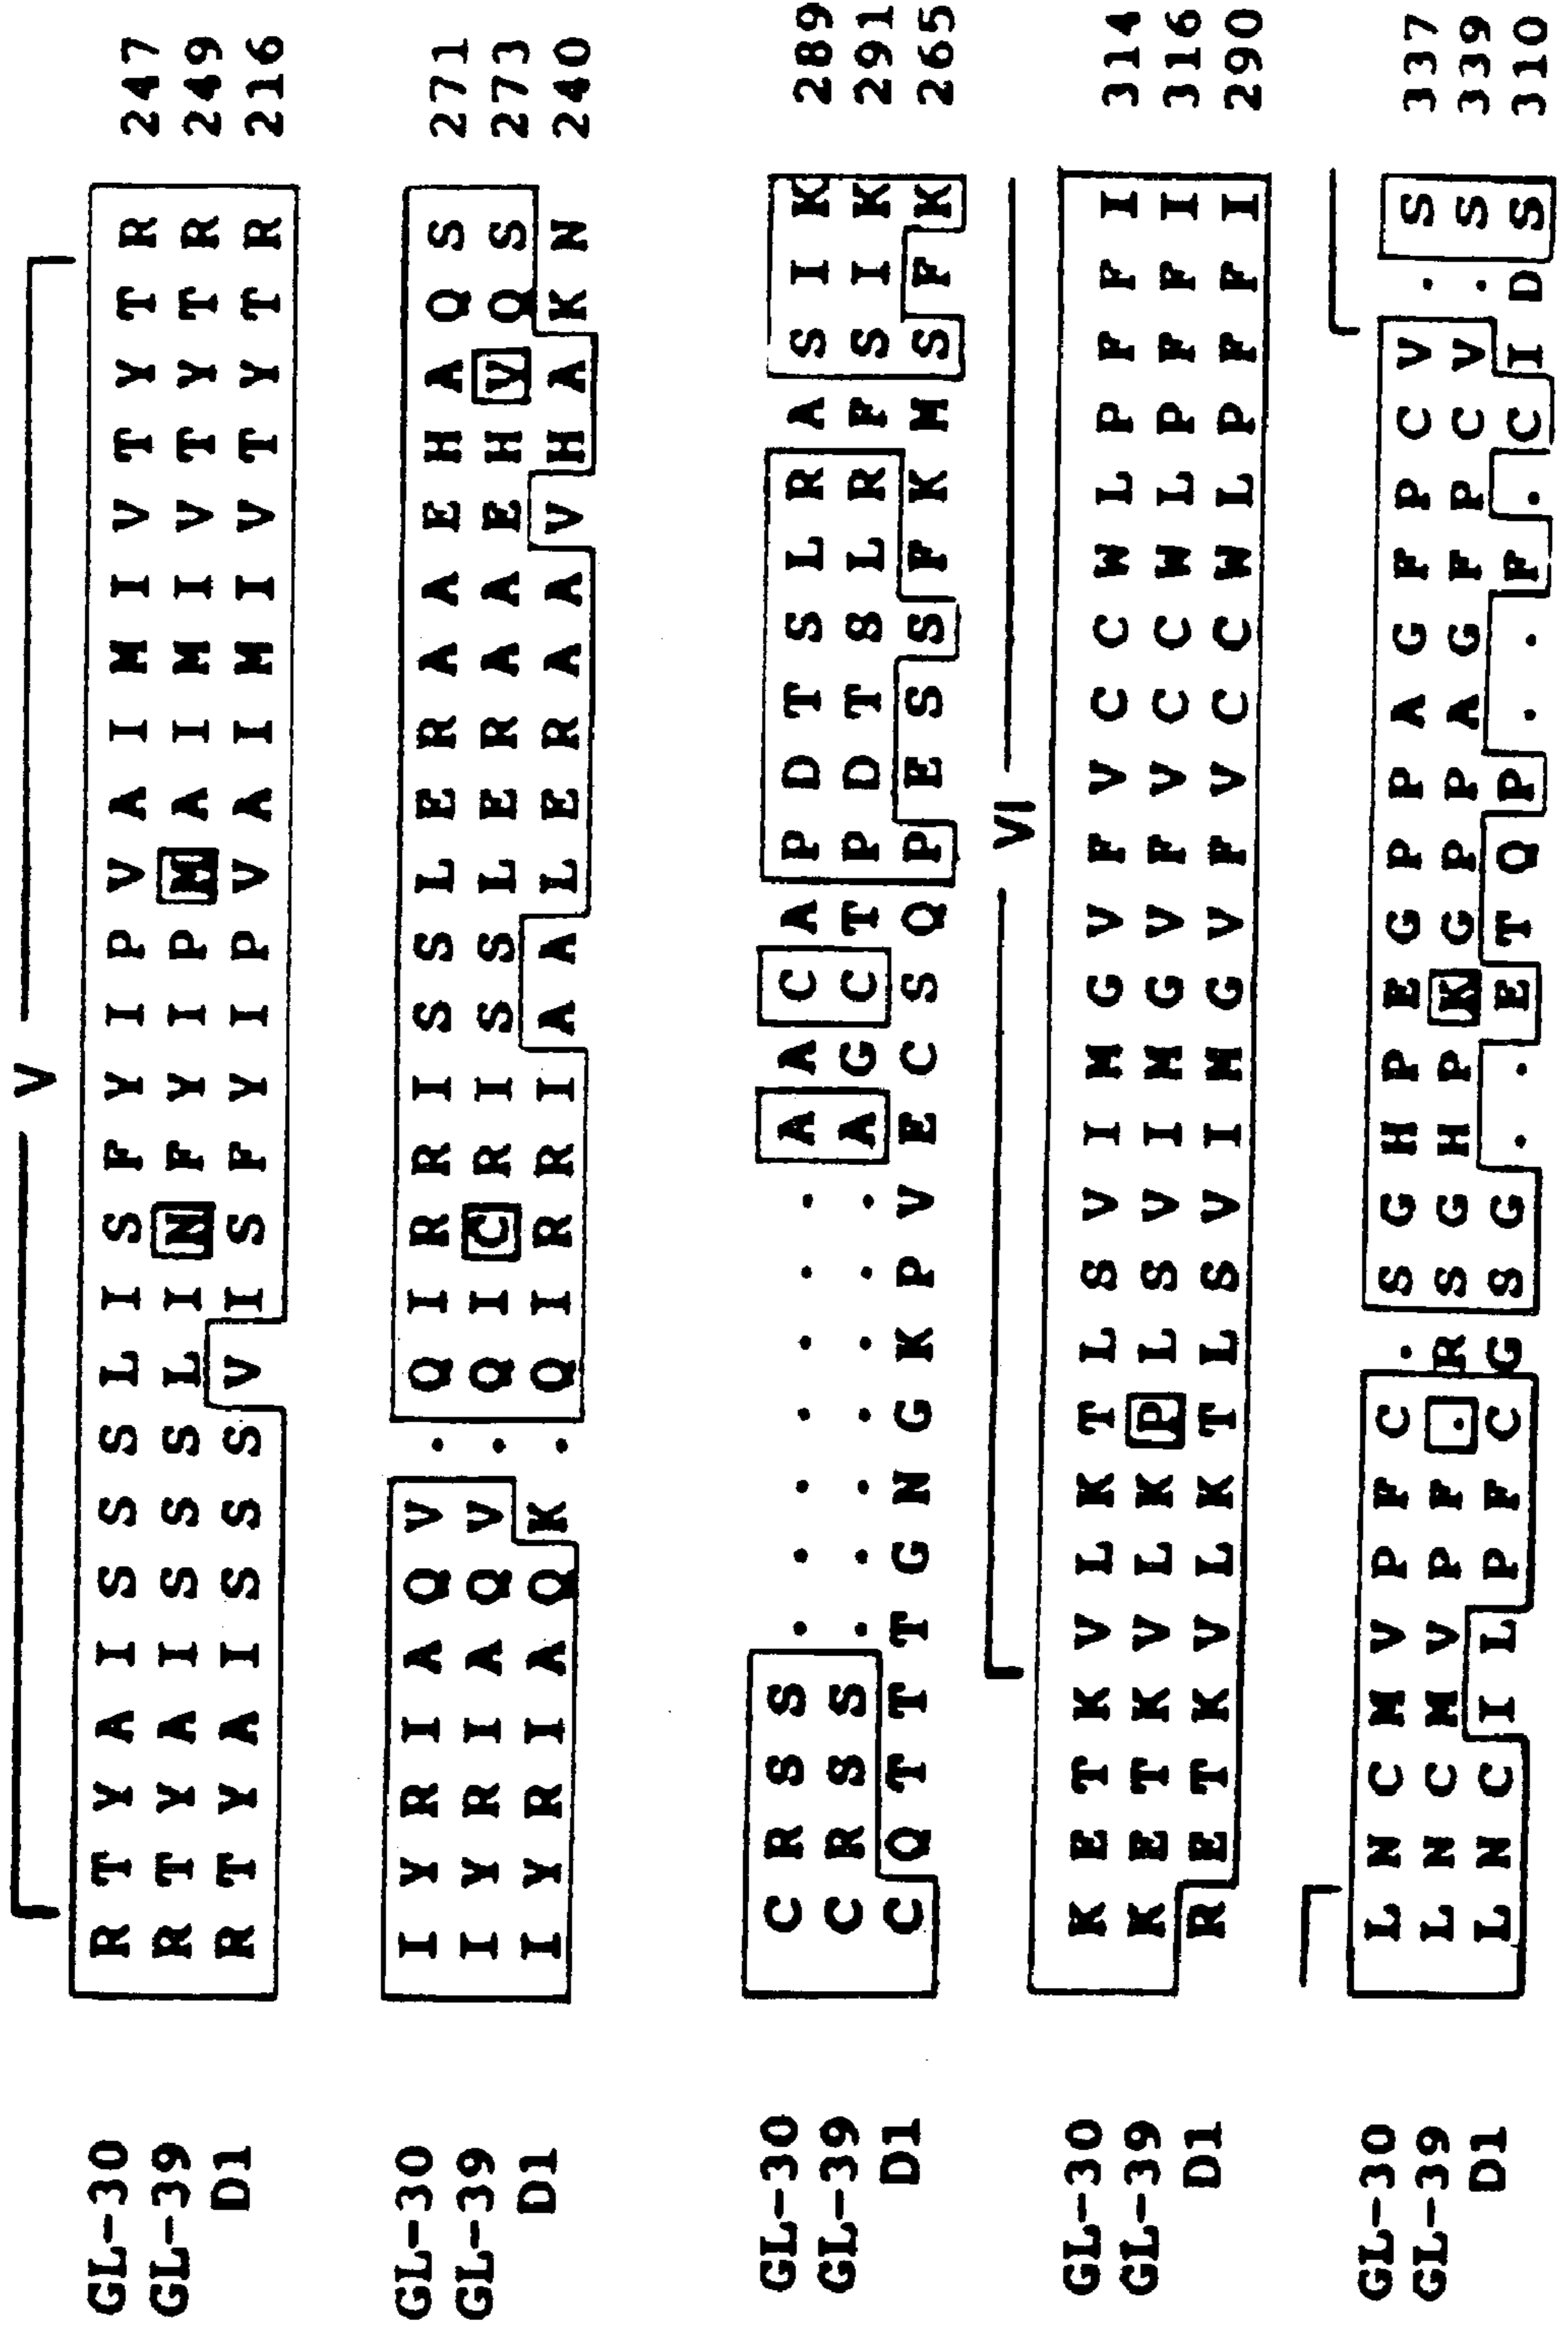 V
GL-30 R T Y A I S S S L I S F Y I P V A I M I V T Y T R 247
GL-39 R T Y A I S S S L I N F Y I P M A I M I V T Y T R 249
D1 R T Y A I S S S V I S F Y I P V A I M I V T Y T R 216
GL-30 I Y R I A Q V . Q I R R I S S L E R A A E H A Q S 271
GL-39 I Y R I A Q V . Q I C R I S S L E R A A E H V Q S 273
D1 I Y R I A Q K . Q I R R I A A L E R A A V H A K N 240
GL-30 C R S S . . . . . . . A A C A P D T S L R A S I K 289
GL-39 C R S S . . . . . . . A G C T P D T S L R F S I K 291
D1 C Q T T T G N G K P V E C S Q P E S S F K M S F K 265
VI
GL-30 K E T K V L K T L S V I M G V F V C C W L P F F I 314
GL-39 K E T K V L K P L S V I M G V F V C C W L P F F I 316
D1 R E T K V L K T L S V I M G V F V C C W L P F F I 290
GL-30 L N C M V P F C . S G H P E G P P A G F P C V . S 337
GL-39 L N C M V P F . R S G H P K G P P A G F P C V . S 339
D1 L N C I L P F C G S G . . E T Q P . . F . C I D S 310